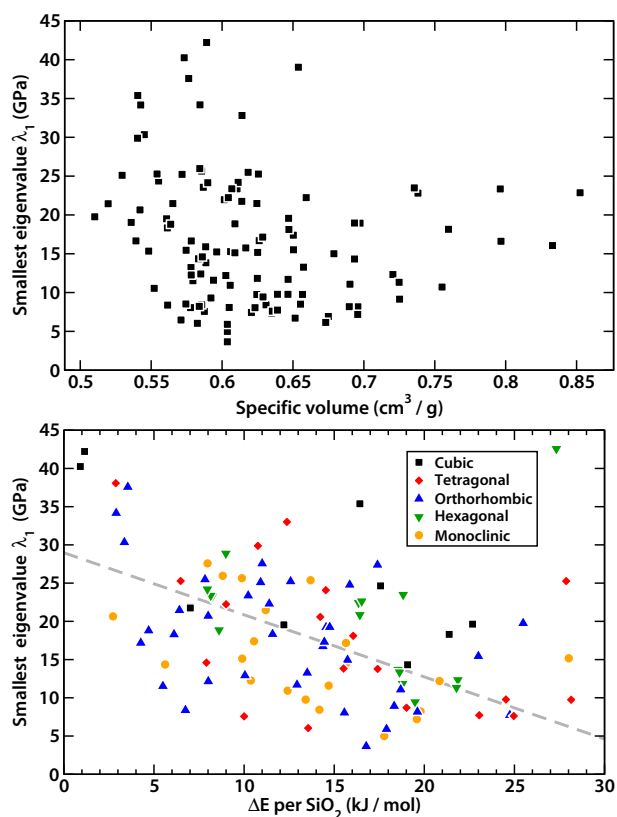 45
40
35
30
25
20
15
10
5
0
Smallest eigenvalue λ1 (GPa)
0.5 0.55 0.6 0.65 0.7 0.75 0.8 0.85
Specific volume (cm3 / g)
45
40
35
30
25
20
15
10
5
0
Smallest eigenvalue λ1 (GPa)
Cubic
Tetragonal
Orthorhombic
Hexagonal
Monoclinic
0 5 10 15 20 25 30
ΔE per SiO2 (kJ / mol)